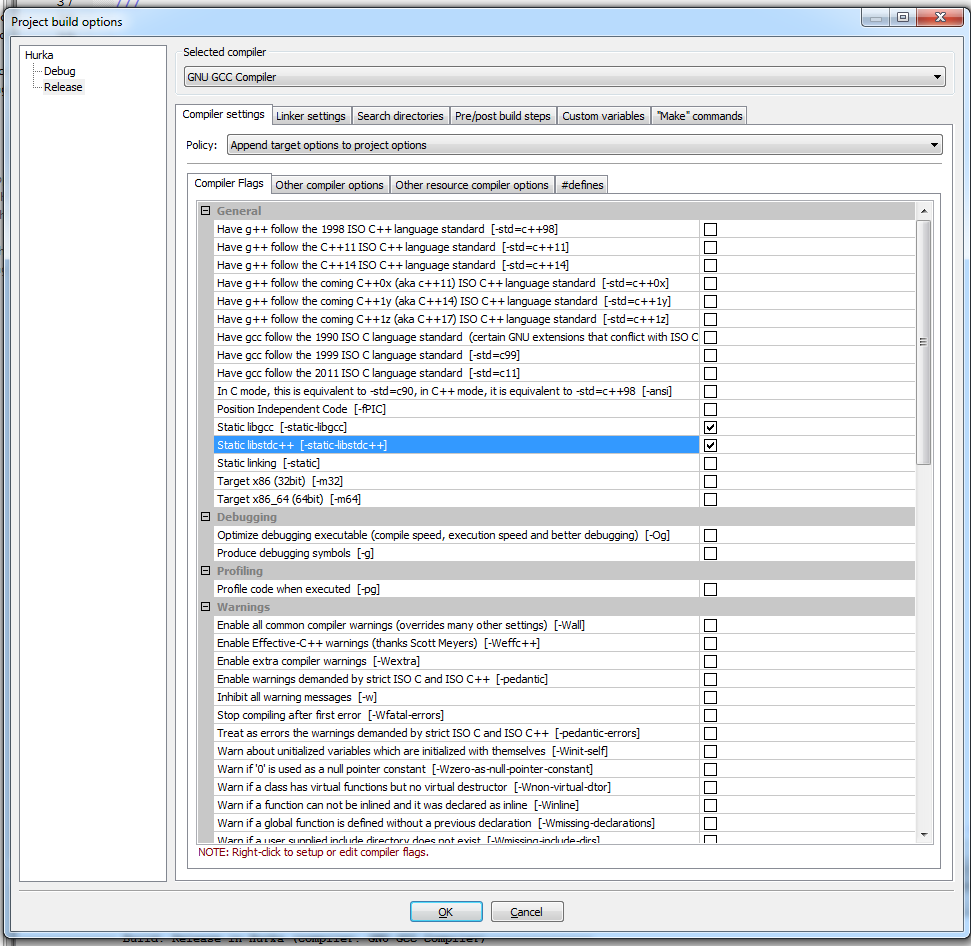 37 ///
Project build options
Hurka
Debug
Release
Selected compiler
GNU GCC Compiler
Compiler settings Linker settings Search directories Pre/post build steps Custom variables "Make" commands
Policy: Append target options to project options
Compiler Flags Other compiler options Other resource compiler options #defines
General
Have g++ follow the 1998 ISO C++ language standard [-std=c++98]
Have g++ follow the C++11 ISO C++ language standard [-std=c++11]
Have g++ follow the C++14 ISO C++ language standard [-std=c++14]
Have g++ follow the coming C++0x (aka c++11) ISO C++ language standard [-std=c++0x]
Have g++ follow the coming C++1y (aka C++14) ISO C++ language standard [-std=c++1y]
Have g++ follow the coming C++1z (aka C++17) ISO C++ language standard [-std=c++1z]
Have gcc follow the 1990 ISO C language standard (certain GNU extensions that conflict with ISO C
Have gcc follow the 1999 ISO C language standard [-std=c99]
Have gcc follow the 2011 ISO C language standard [-std=c11]
In C mode, this is equivalent to -std=c90, in C++ mode, it is equivalent to -std=c++98 [-ansi]
Position Independent Code [-fPIC]
Static libgcc [-static-libgcc]
Static libstdc++ [-static-libstdc++]
Static linking [-static]
Target x86 (32bit) [-m32]
Target x86_64 (64bit) [-m64]
Debugging
Optimize debugging executable (compile speed, execution speed and better debugging) [-Og]
Produce debugging symbols [-g]
Profiling
Profile code when executed [-pg]
Warnings
Enable all common compiler warnings (overrides many other settings) [-Wall]
Enable Effective-C++ warnings (thanks Scott Meyers) [-Weffc++]
Enable extra compiler warnings [-Wextra]
Enable warnings demanded by strict ISO C and ISO C++ [-pedantic]
Inhibit all warning messages [-w]
Stop compiling after first error [-Wfatal-errors]
Treat as errors the warnings demanded by strict ISO C and ISO C++ [-pedantic-errors]
Warn about unitialized variables which are initialized with themselves [-Winit-self]
Warn if '0' is used as a null pointer constant [-Wzero-as-null-pointer-constant]
Warn if a class has virtual functions but no virtual destructor [-Wnon-virtual-dtor]
Warn if a function can not be inlined and it was declared as inline [-Winline]
Warn if a global function is defined without a previous declaration [-Wmissing-declarations]
Warn if a user supplied include directory does not exist [-Wmissing-include-dirs]
NOTE: Right-click to setup or edit compiler flags.
OK Cancel
Build: Release in Hurka (compiler: GNU GCC Compiler)